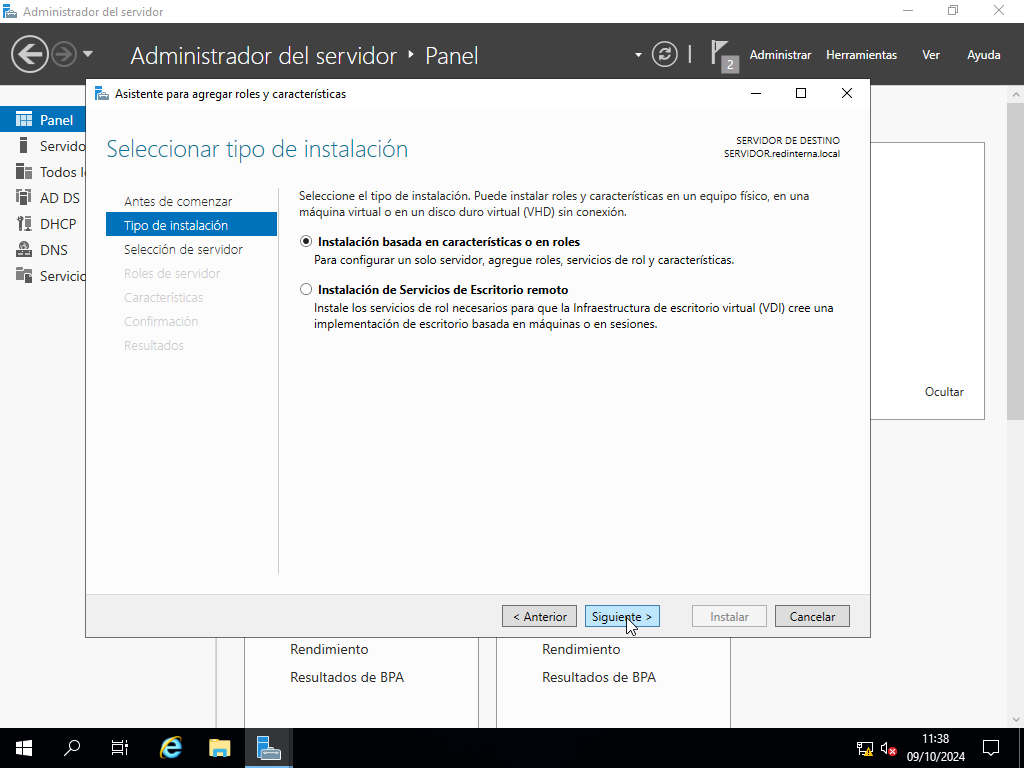 Administrador del servidor
Administrador del servidor
Panel
2
Administrar
Herramientas
Ver
Ayuda
Asistente para agregar roles y características
Panel
Todos
AD DS
DHCP
DNS
Seleccionar tipo de instalación
SERVIDOR DE DESTINO
SERVIDOR.redinterna.local
Antes de comenzar
Tipo de instalación
Selección de servidor
Roles de servidor
Características
Confirmación
Resultados
Seleccione el tipo de instalación. Puede instalar roles y características en un equipo físico, en una
máquina virtual o en un disco duro virtual (VHD) sin conexión.
Instalación basada en características o en roles
Para configurar un solo servidor, agregue roles, servicios de rol y características.
Instalación de Servicios de Escritorio remoto
Instale los servicios de rol necesarios para que la Infraestructura de escritorio virtual (VDI) cree una
implementación de escritorio basada en máquinas o en sesiones.
Ocultar
< Anterior
Siguiente >
Instalar
Cancelar
Rendimiento
Resultados de BPA
Rendimiento
Resultados de BPA
11:38
09/10/2024